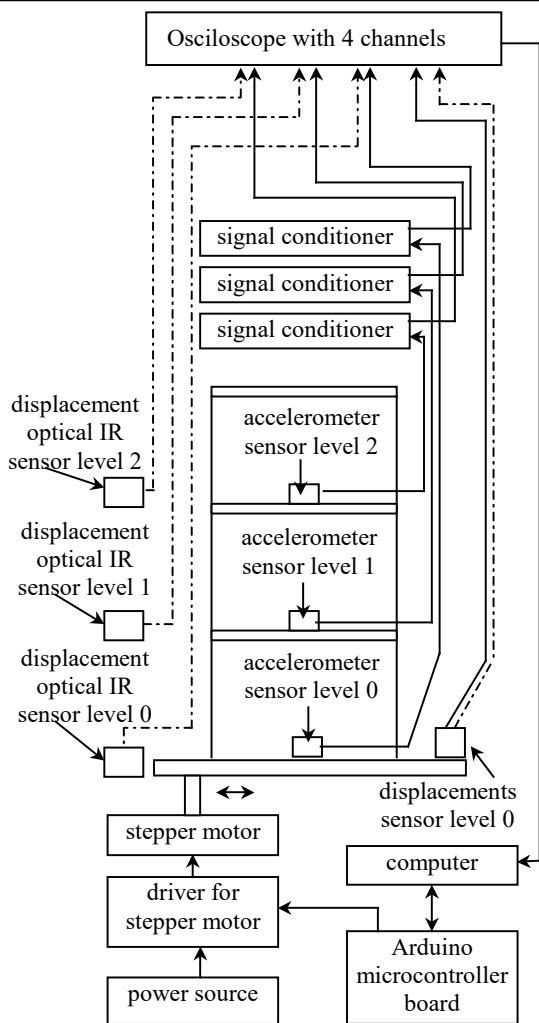 Osciloscope with 4 channels
signal conditioner
signal conditioner
signal conditioner
displacement
optical IR
sensor level 2
accelerometer
sensor level 2
displacement
optical IR
sensor level 1
accelerometer
sensor level 1
displacement
optical IR
sensor level 0
accelerometer
sensor level 0
displacements
sensor level 0
stepper motor
computer
driver for
stepper motor
Arduino
microcontroller
board
power source